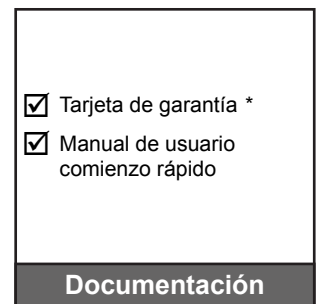 ☑ Tarjeta de garantía *
☑ Manual de usuario
comienzo rápido
Documentación